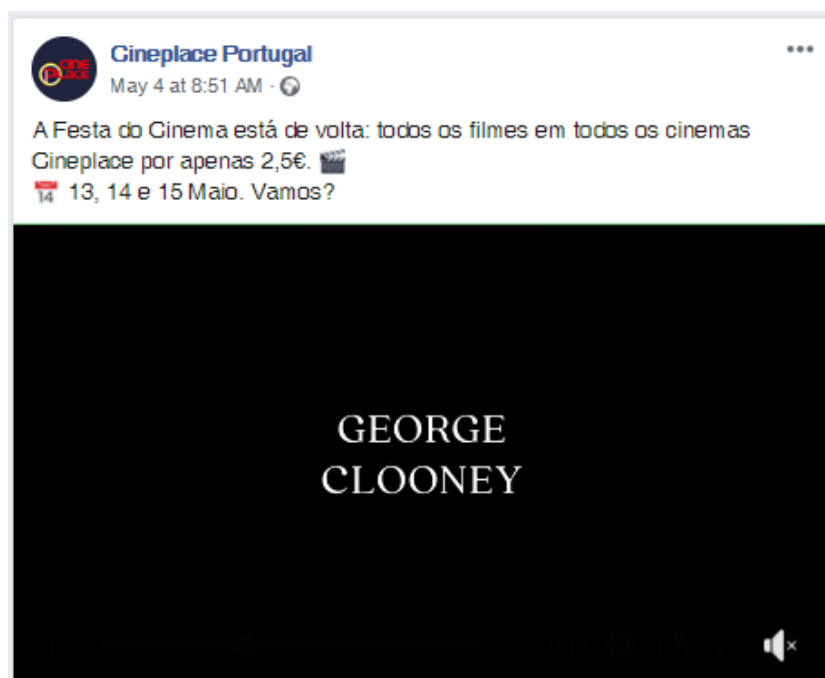 Cineplace Portugal
May 4 at 8:51 AM ·
A Festa do Cinema está de volta: todos os filmes em todos os cinemas
Cineplace por apenas 2,5€. 🎬
📅 13, 14 e 15 Maio. Vamos?
GEORGE
CLOONEY